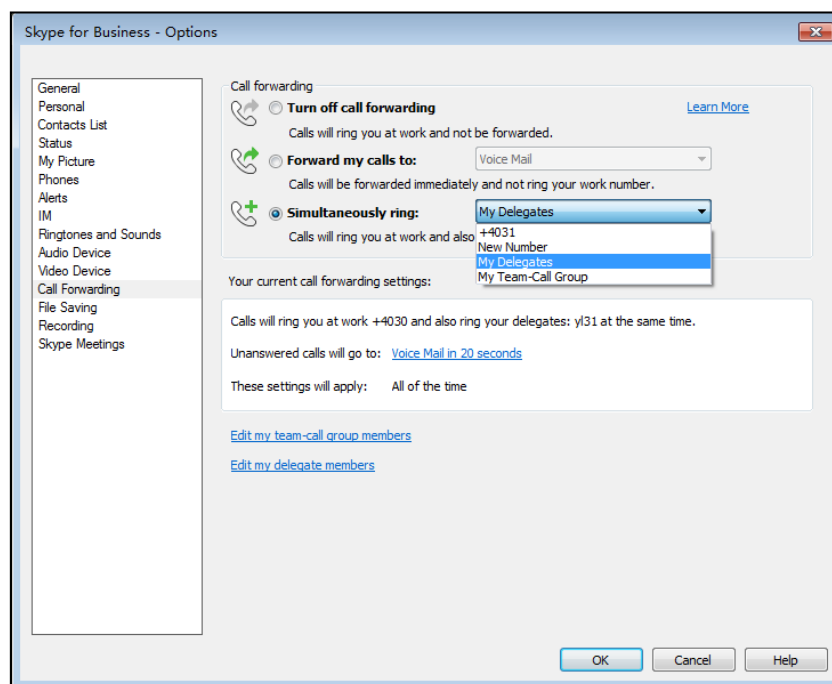 Skype for Business - Options
General
Personal
Contacts List
Status
My Picture
Phones
Alerts
IM
Ringtones and Sounds
Audio Device
Video Device
Call Forwarding
File Saving
Recording
Skype Meetings
Call forwarding
Turn off call forwarding
Learn More
Calls will ring you at work and not be forwarded.
Forward my calls to:
Voice Mail
Calls will be forwarded immediately and not ring your work number.
Simultaneously ring:
My Delegates
Calls will ring you at work and also
+4031
New Number
My Delegates
My Team-Call Group
Your current call forwarding settings:
Calls will ring you at work +4030 and also ring your delegates: yl31 at the same time.
Unanswered calls will go to: Voice Mail in 20 seconds
These settings will apply: All of the time
Edit my team-call group members
Edit my delegate members
OK
Cancel
Help